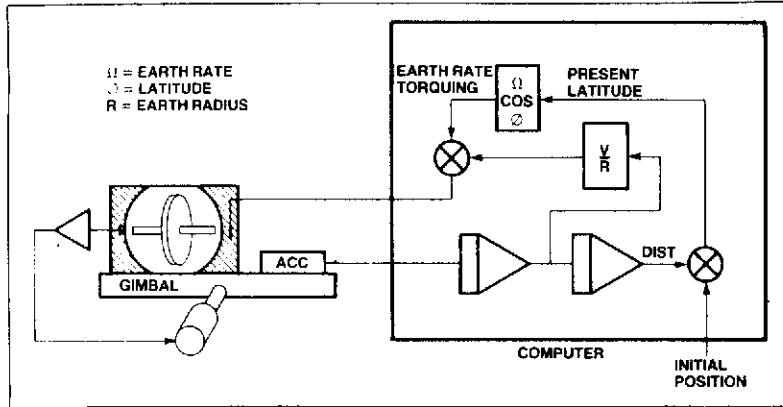 Ω = EARTH RATE
∅ = LATITUDE
R = EARTH RADIUS
EARTH RATE
TORQUING
Ω
COS
∅
PRESENT
LATITUDE
V
R
ACC
GIMBAL
DIST
COMPUTER
INITIAL
POSITION